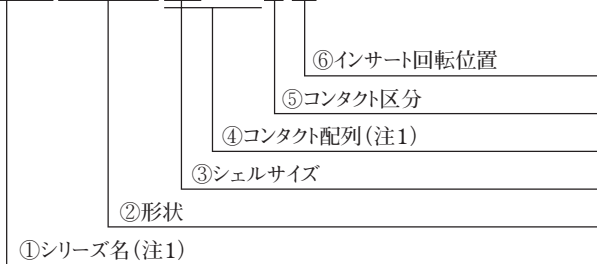 ⑥インサート回転位置
⑤コンタクト区分
④コンタクト配列(注1)
③シェルサイズ
②形状
①シリーズ名(注1)